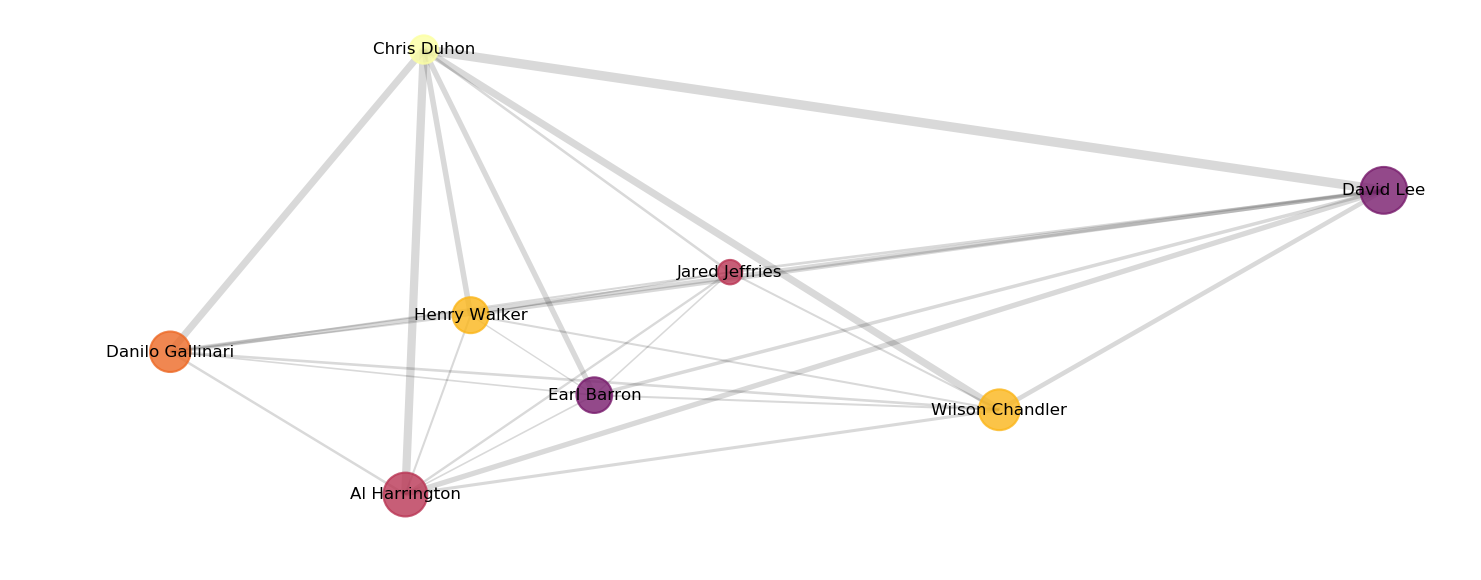 Chris Duhon
David Lee
Jared Jeffries
Henry Walker
Danilo Gallinari
Earl Barron
Wilson Chandler
Al Harrington